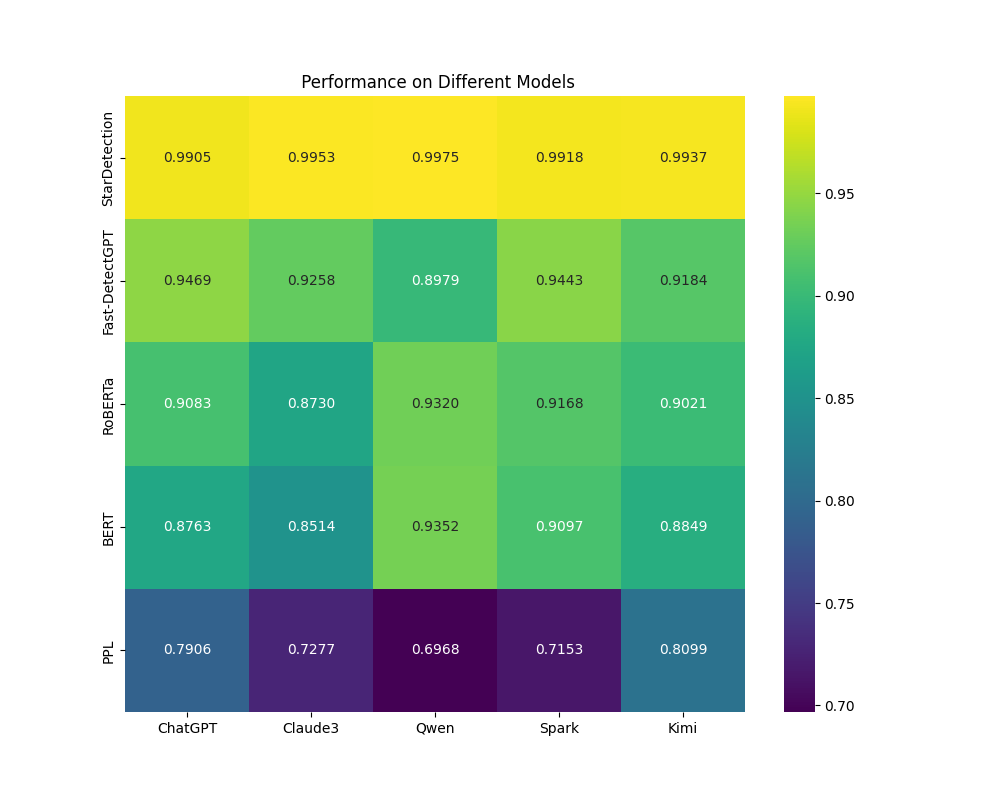 Performance on Different Models
StarDetection
0.9905 0.9953 0.9975 0.9918 0.9937
Fast-DetectGPT
0.9469 0.9258 0.8979 0.9443 0.9184
RoBERTa
0.9083 0.8730 0.9320 0.9168 0.9021
BERT
0.8763 0.8514 0.9352 0.9097 0.8849
PPL
0.7906 0.7277 0.6968 0.7153 0.8099
ChatGPT Claude3 Qwen Spark Kimi
0.95
0.90
0.85
0.80
0.75
0.70